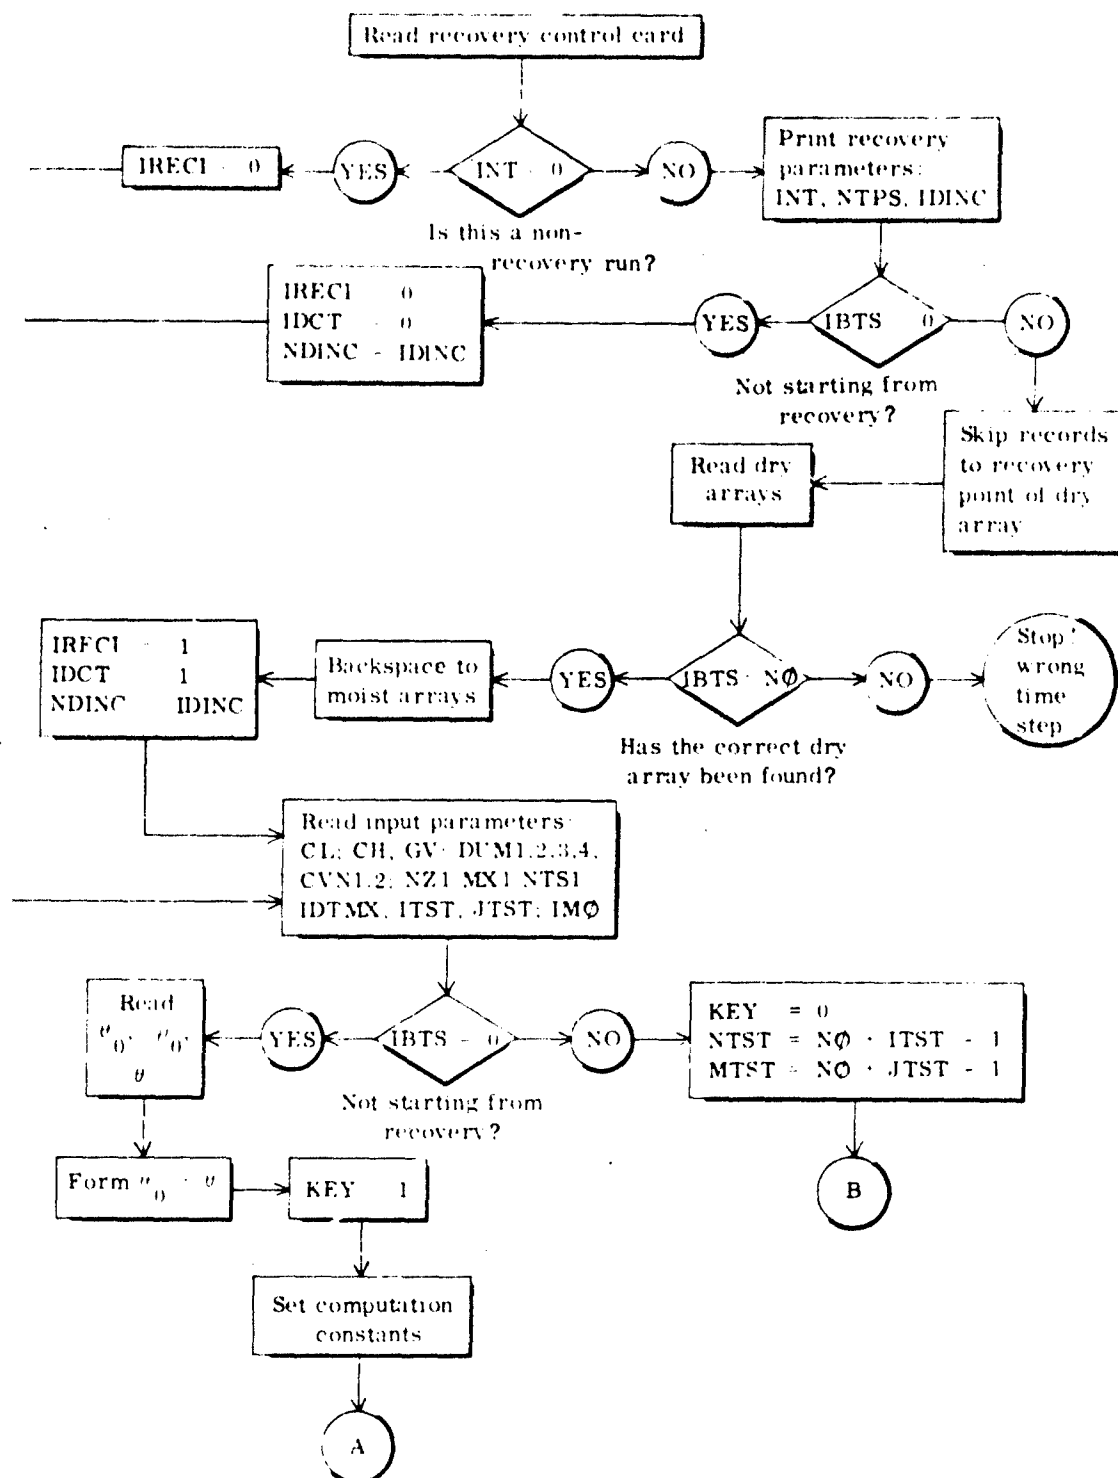 Read recovery control card
INT - 0
YES
NO
IRECI - 0
Is this a non-
recovery run?
Print recovery
parameters:
INT, NTPS, IDINC
IBTS 0
YES
NO
Not starting from
recovery?
IRECI 0
IDCT - 0
NDINC - IDINC
Skip records
to recovery
point of dry
array
Read dry
arrays
IBTS - NØ
YES
NO
Has the correct dry
array been found?
Stop!
wrong
time
step
Backspace to
moist arrays
IRECI - 1
IDCT 1
NDINC IDINC
Read input parameters:
CL; CH, GV; DUM1,2,3,4,
CVN1,2; NZ1 MX1 NTS1
IDTMX, ITST, JTST; IMØ
IBTS - 0
YES
NO
Not starting from
recovery?
Read
θ
KEY = 0
NTST = NØ + ITST - 1
MTST = NØ + JTST - 1
B
Form
KEY 1
Set computation
constants
A